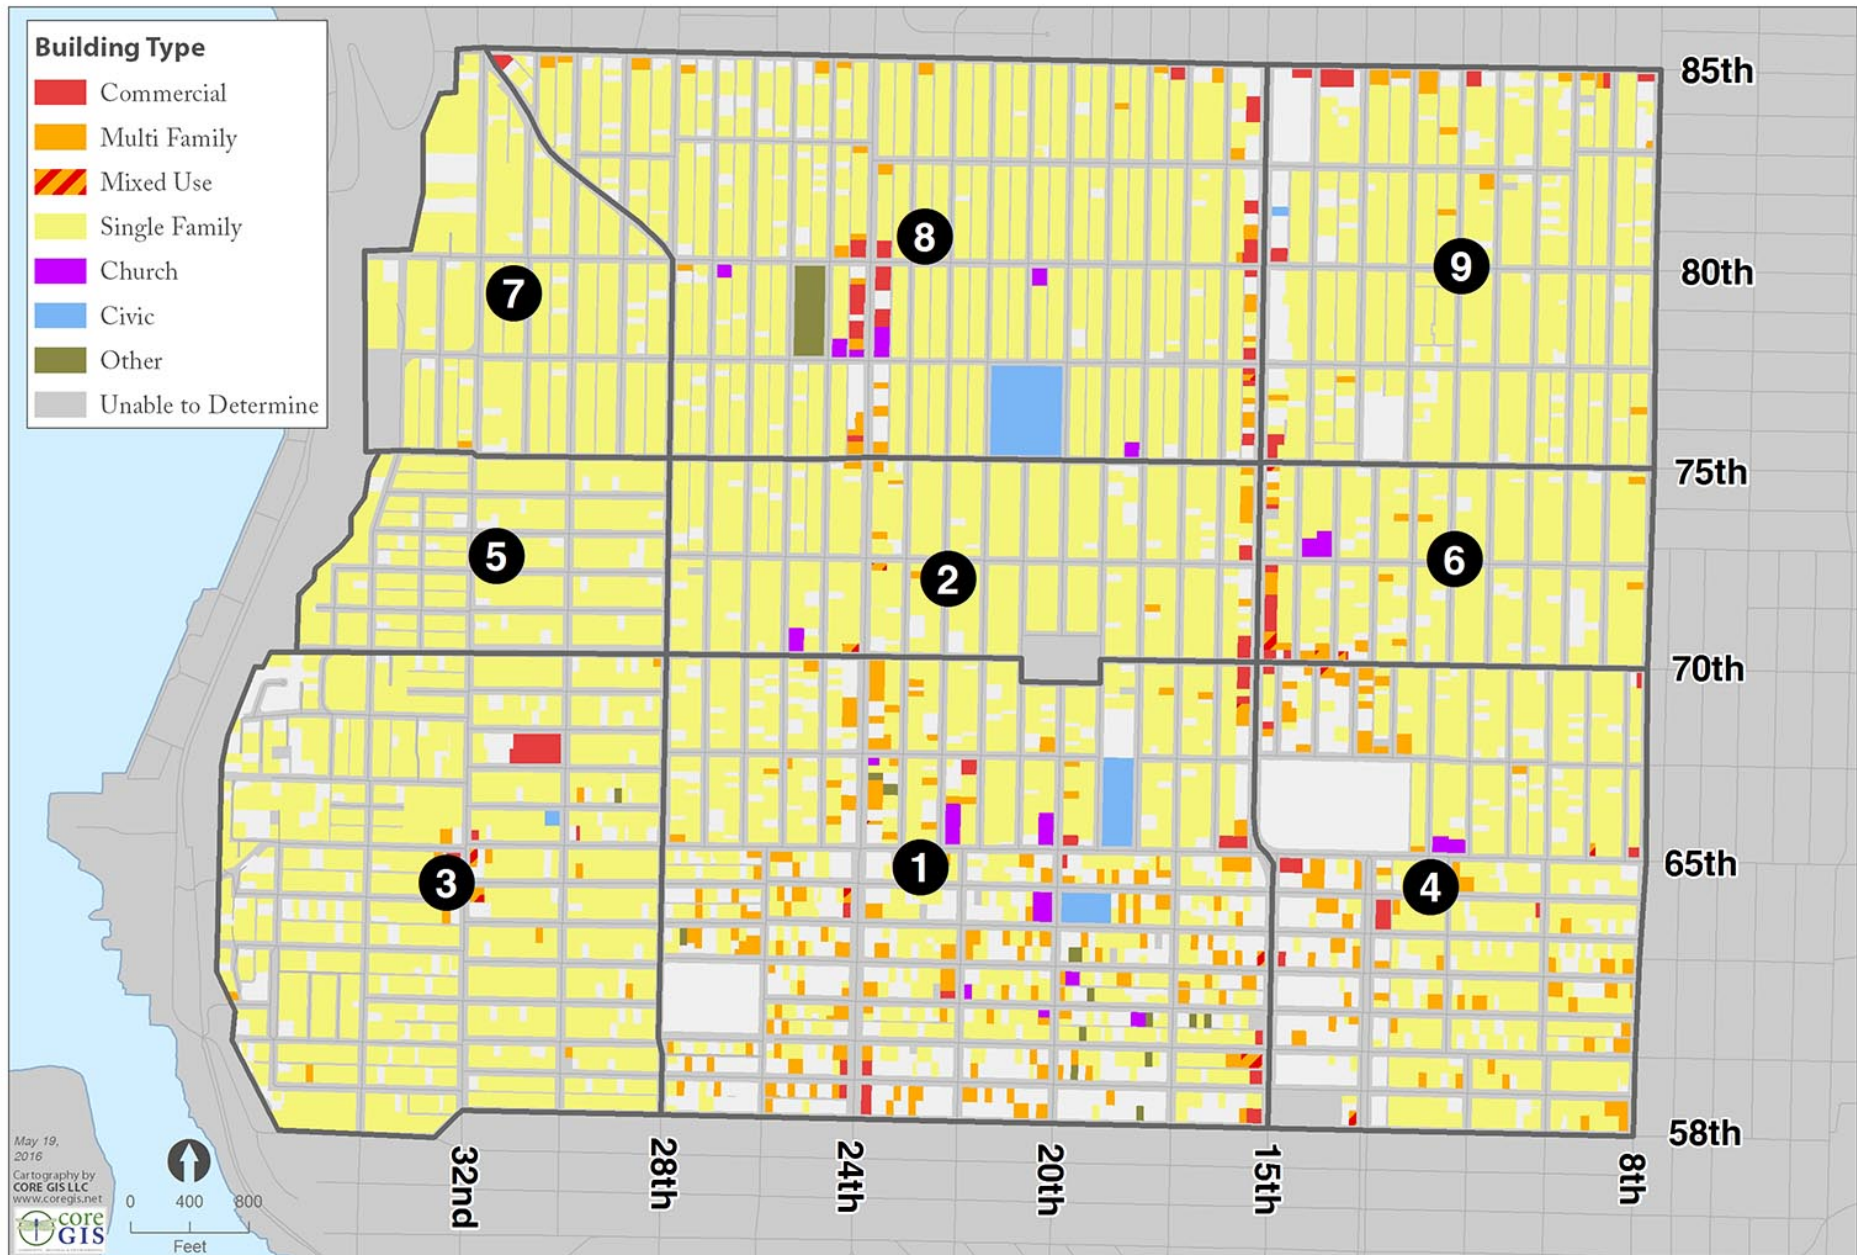 Building Type
Commercial
Multi Family
Mixed Use
Single Family
Church
Civic
Other
Unable to Determine
85th
8
9
80th
7
75th
5
2
6
70th
65th
1
3
4
58th
32nd
28th
24th
20th
15th
8th
May 19,
2016
Cartography by
CORE GIS LLC
www.coregis.net
0 400 800
Feet
core
GIS